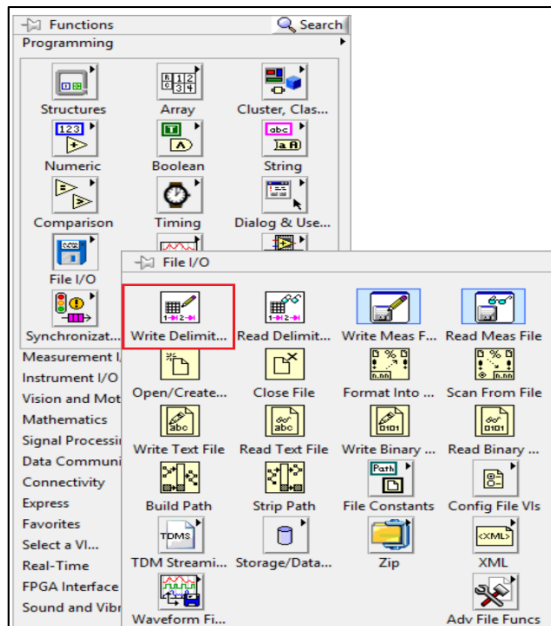 Functions
Search
Programming
Structures
Array
Cluster, Clas...
Numeric
Boolean
String
Comparison
Timing
Dialog & Use...
File I/O
Synchronizat...
Measurement I
Instrument I/O
Vision and Mot
Mathematics
Signal Processi
Data Communi
Connectivity
Express
Favorites
Select a VI...
Real-Time
FPGA Interface
Sound and Vibr
File I/O
Write Delimit...
Read Delimit...
Write Meas F...
Read Meas File
Open/Create...
Close File
Format Into ...
Scan From File
Write Text File
Read Text File
Write Binary ...
Read Binary ...
Build Path
Strip Path
File Constants
Config File VIs
TDM Streami...
Storage/Data...
Zip
XML
Waveform Fi...
Adv File Funcs